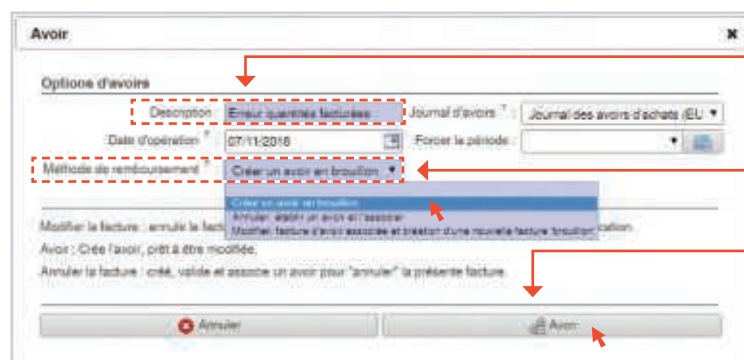 Avoir
Options d'avoirs
Description : Erreur quantités facturées Journal d'avoirs ? : Journal des avoirs d'achats (EU
Date d'opération ? : 07/11/2018 Forcer la période :
Méthode de remboursement ? : Créer un avoir en brouillon
Créer un avoir en brouillon
Annuler: établir un avoir et l'associer
Modifier: facture d'avoir associée et création d'une nouvelle facture 'brouillon'
Modifier la facture : annule la fact
Avoir : Crée l'avoir, prêt à être modifiée.
Annuler la facture : créé, valide et associe un avoir pour "annuler" la présente facture.
Annuler Avoir